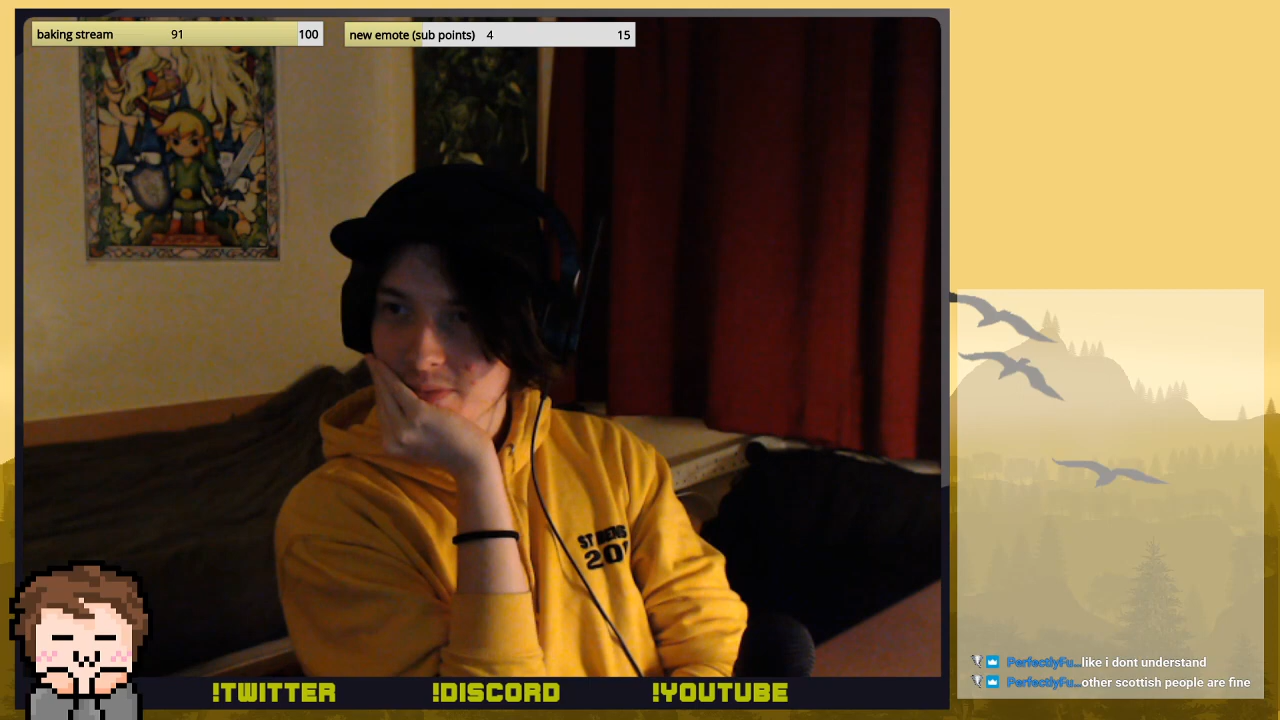 baking stream 91 100
new emote (sub points) 4 15
20
!TWITTER !DISCORD !YOUTUBE
PerfectlyFu...like i dont understand
PerfectlyFu...other scottish people are fine